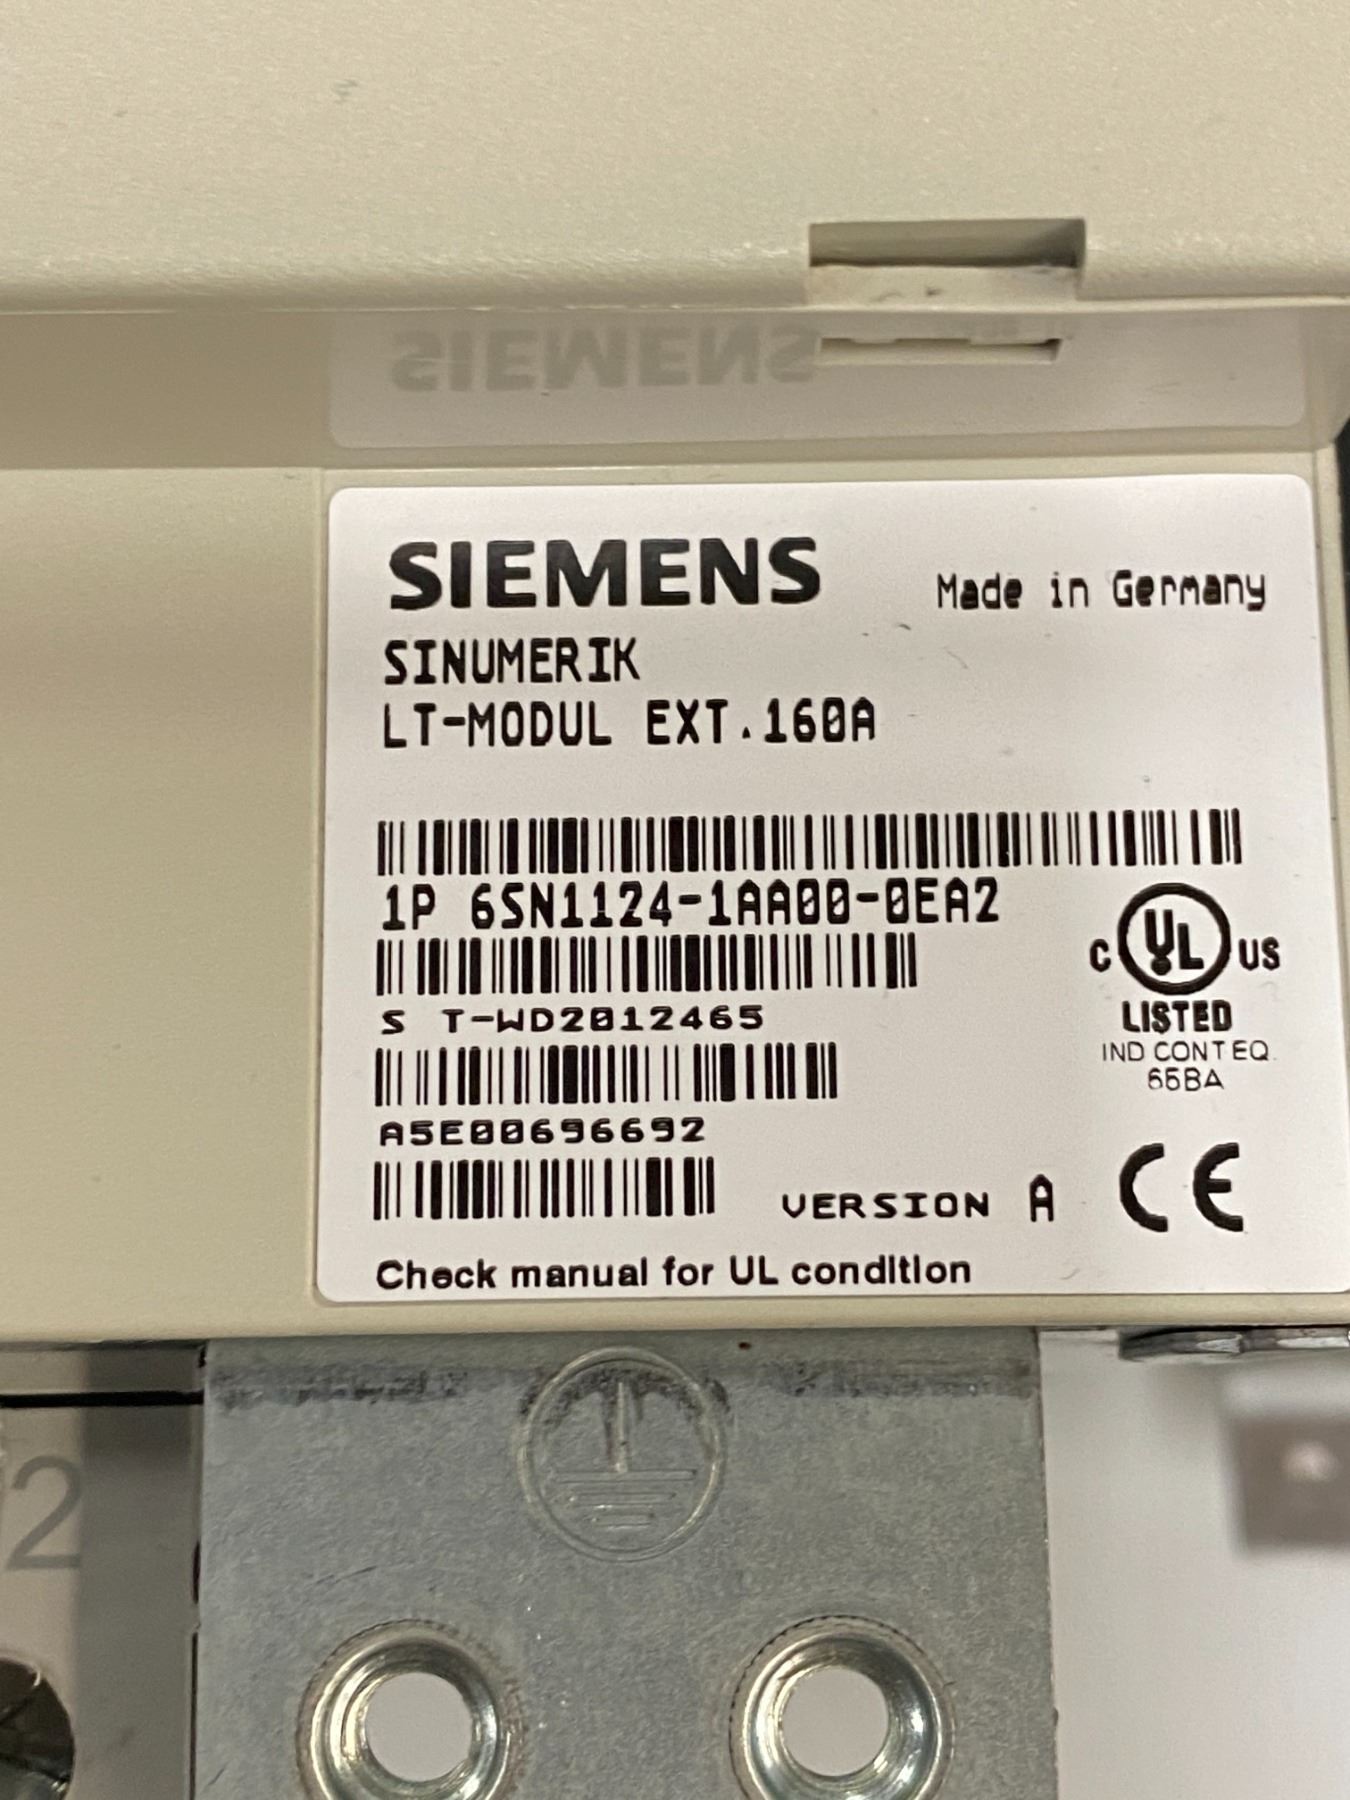 SIEMENS
SIEMENS
Made in Germany
SINUMERIK
LT-MODUL EXT.160A
1P 6SN1124-1AA00-0EA2
C UL US
LISTED
IND CONT EQ.
65BA
S T-WD2012465
A5E00696692
VERSION A CE
Check manual for UL condition
2